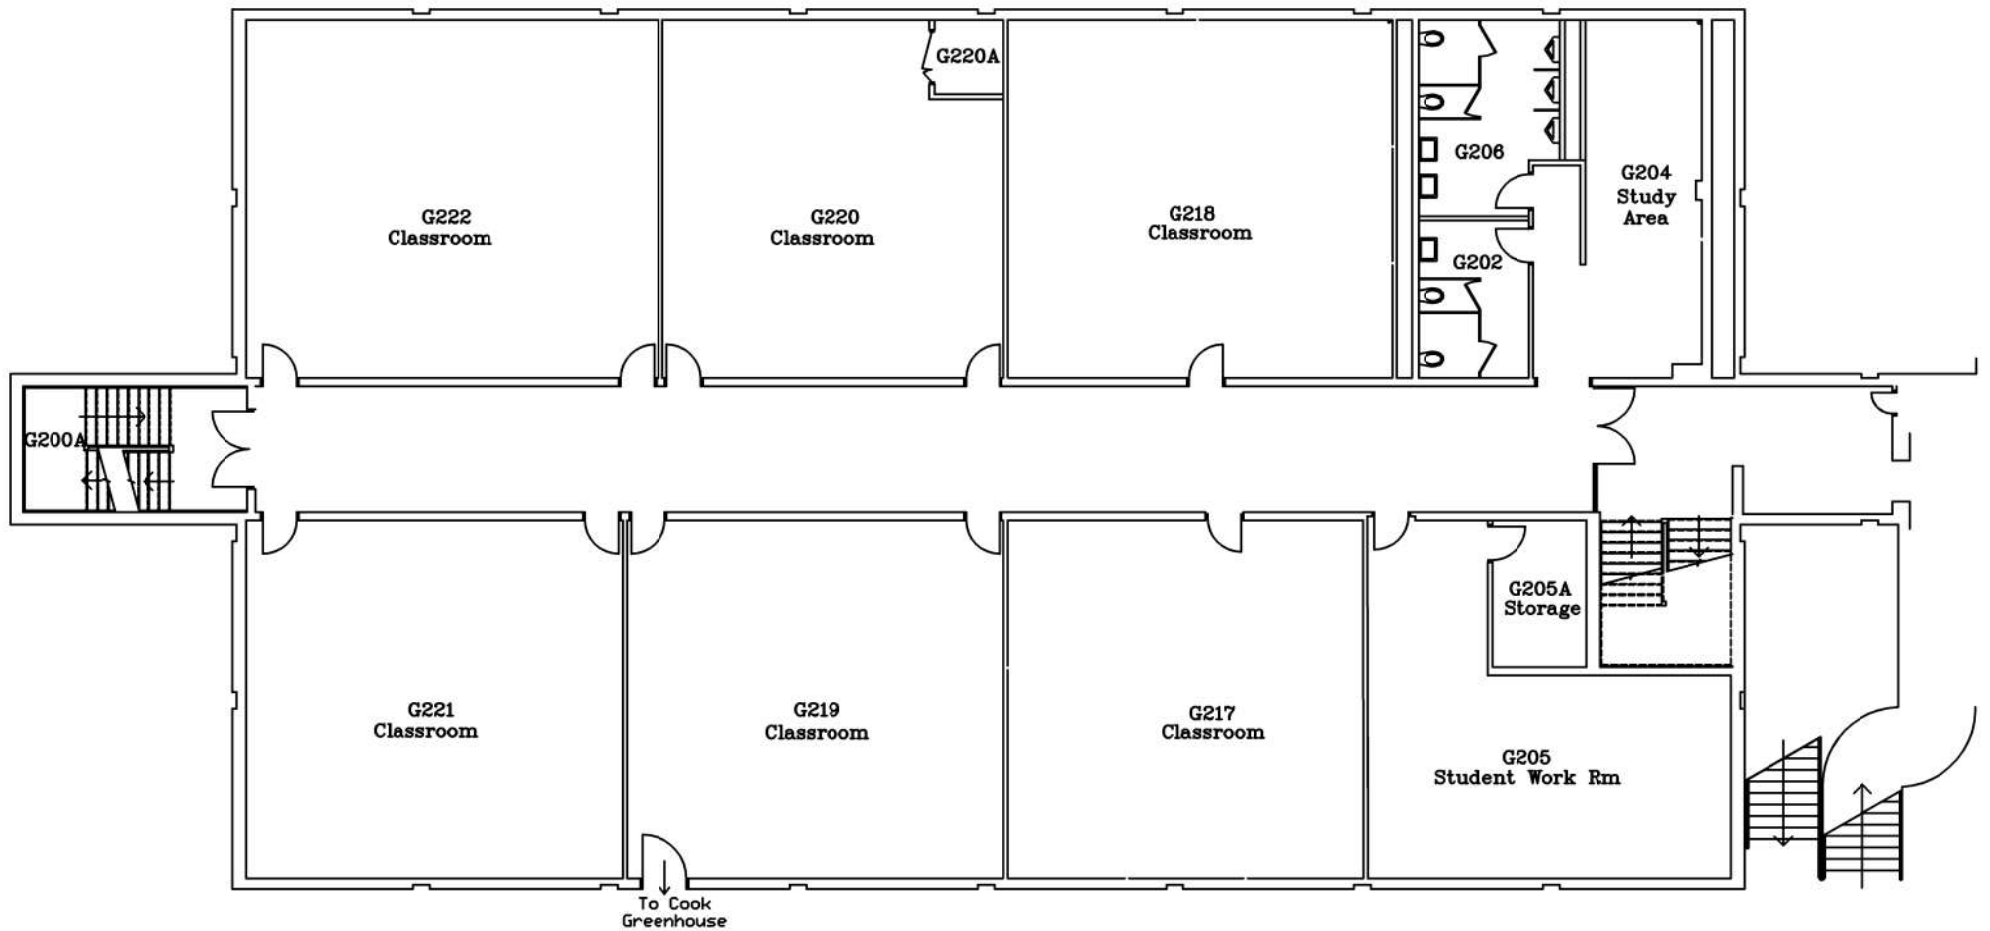 G220A
G206
G204
Study
Area
G222
Classroom
G220
Classroom
G218
Classroom
G202
G200A
G205A
Storage
G221
Classroom
G219
Classroom
G217
Classroom
G205
Student Work Rm
To Cook
Greenhouse